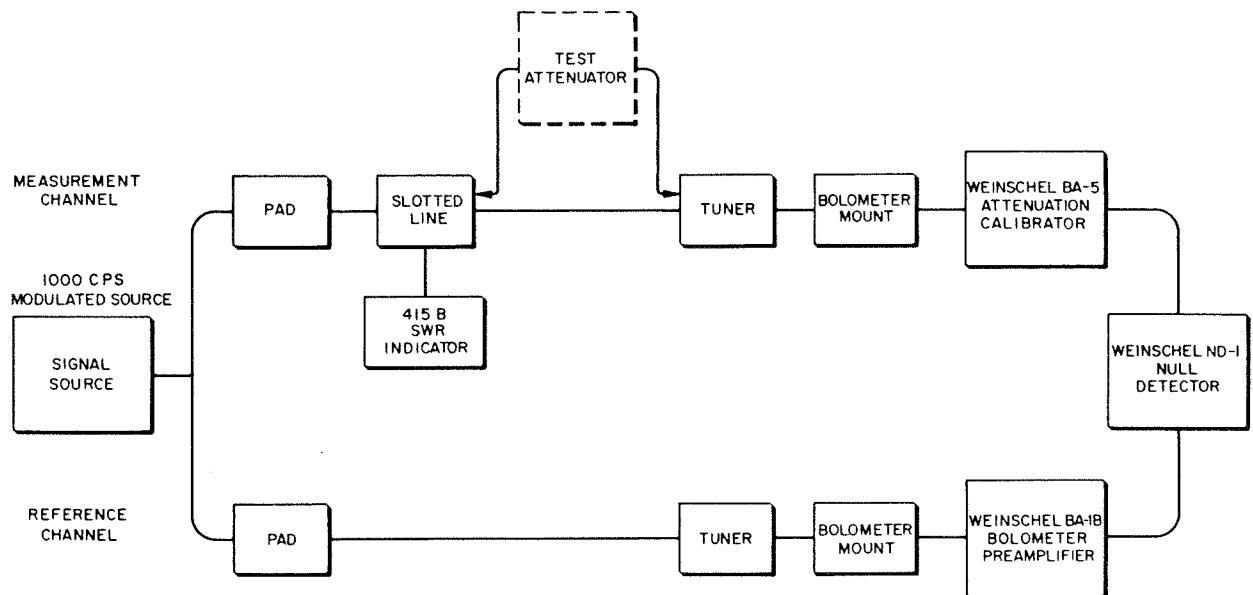 TEST
ATTENUATOR
MEASUREMENT
CHANNEL
PAD
SLOTTED
LINE
TUNER
BOLOMETER
MOUNT
WEINSCHEL BA-5
ATTENUATION
CALIBRATOR
1000 CPS
MODULATED SOURCE
SIGNAL
SOURCE
415 B
SWR
INDICATOR
WEINSCHEL ND-1
NULL
DETECTOR
REFERENCE
CHANNEL
PAD
TUNER
BOLOMETER
MOUNT
WEINSCHEL BA-1B
BOLOMETER
PREAMPLIFIER